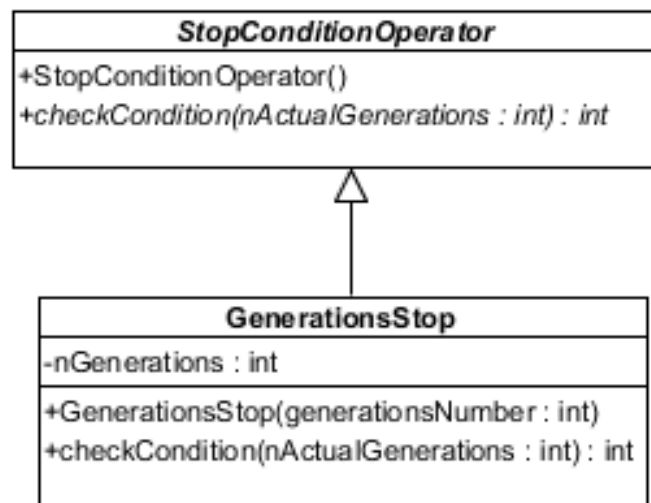 StopConditionOperator
+StopConditionOperator()
+checkCondition(nActualGenerations : int) : int
GenerationsStop
-nGenerations : int
+GenerationsStop(generationsNumber : int)
+checkCondition(nActualGenerations : int) : int